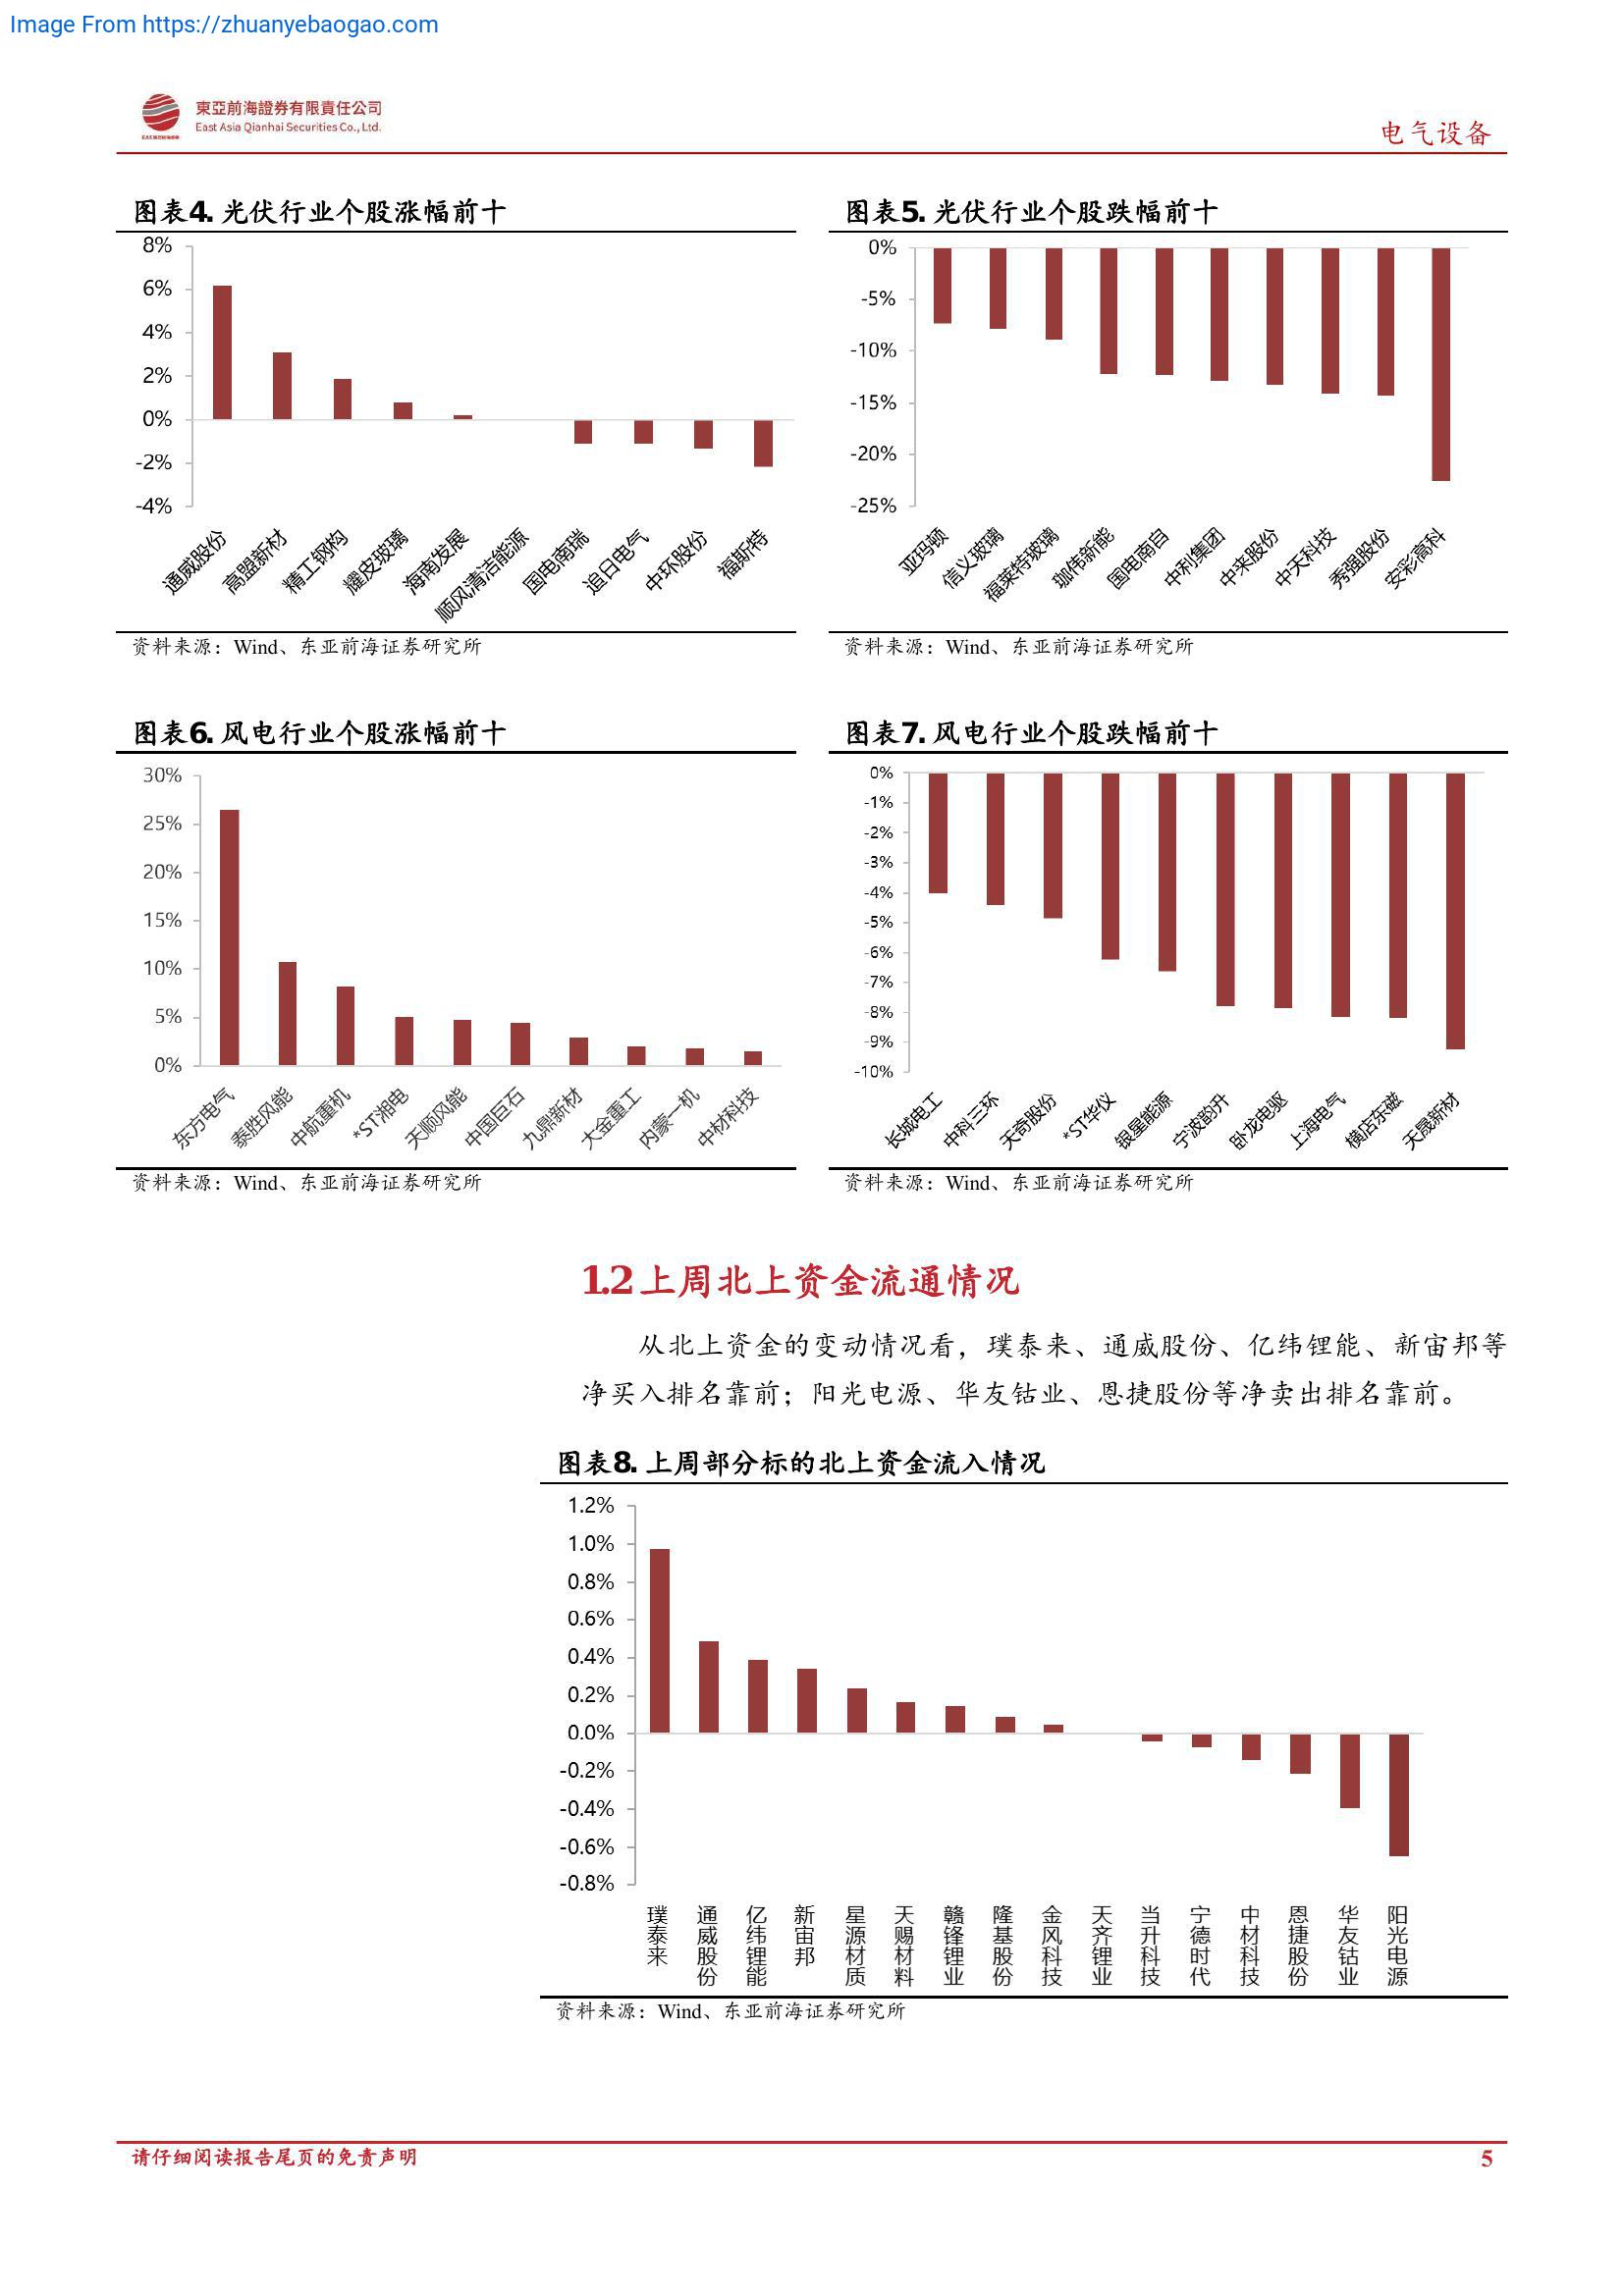 Image From https://zhuanyebaogao.com
東亞前海證券有限責任公司
East Asia Qianhai Securities Co., Ltd.
电气设备
图表4. 光伏行业个股涨幅前十
8%
6%
4%
2%
0%
-2%
-4%
通威股份
高盟新材
精工钢构
耀皮玻璃
海南发展
顺风清洁能源
国电南瑞
追日电气
中环股份
福斯特
资料来源：Wind、东亚前海证券研究所
图表5. 光伏行业个股跌幅前十
0%
-5%
-10%
-15%
-20%
-25%
亚玛顿
信义玻璃
福莱特玻璃
珈伟新能
国电南自
中利集团
中来股份
中天科技
秀强股份
安彩高科
资料来源：Wind、东亚前海证券研究所
图表6. 风电行业个股涨幅前十
30%
25%
20%
15%
10%
5%
0%
东方电气
泰胜风能
中航重机
*ST湘电
天顺风能
中国巨石
九鼎新材
大金重工
内蒙一机
中材科技
资料来源：Wind、东亚前海证券研究所
图表7. 风电行业个股跌幅前十
0%
-1%
-2%
-3%
-4%
-5%
-6%
-7%
-8%
-9%
-10%
长城电工
中科三环
天奇股份
*ST华仪
银星能源
宁波韵升
卧龙电驱
上海电气
横店东磁
天晟新材
资料来源：Wind、东亚前海证券研究所
1.2 上周北上资金流通情况
从北上资金的变动情况看，璞泰来、通威股份、亿纬锂能、新宙邦等
净买入排名靠前；阳光电源、华友钴业、恩捷股份等净卖出排名靠前。
图表8. 上周部分标的北上资金流入情况
1.2%
1.0%
0.8%
0.6%
0.4%
0.2%
0.0%
-0.2%
-0.4%
-0.6%
-0.8%
璞泰来
通威股份
亿纬锂能
新宙邦
星源材质
天赐材料
赣锋锂业
隆基股份
金风科技
天齐锂业
当升科技
宁德时代
中材科技
恩捷股份
华友钴业
阳光电源
资料来源：Wind、东亚前海证券研究所
请仔细阅读报告尾页的免责声明
5